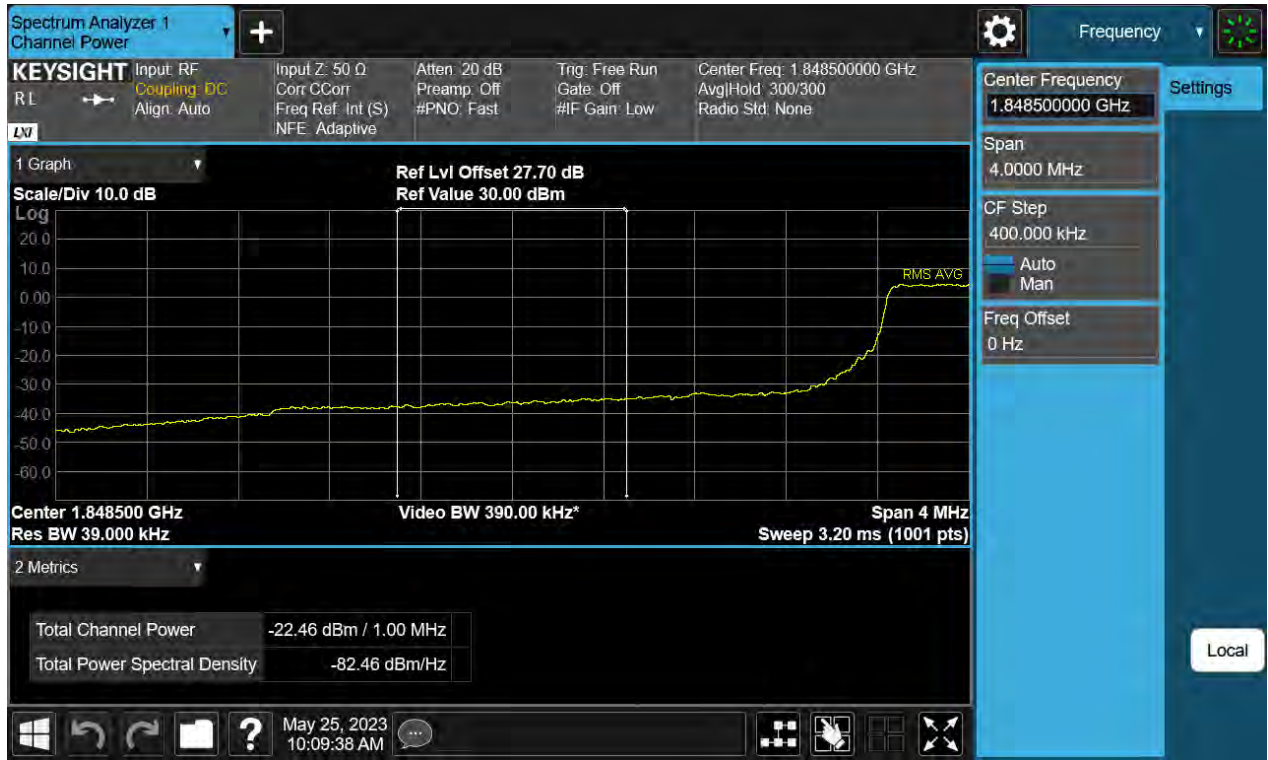 Spectrum Analyzer 1
Channel Power
+
Frequency
KEYSIGHT
RL
LXI
Input: RF
Coupling: DC
Align: Auto
Input Z: 50 Ω
Corr CCorr
Freq Ref: Int (S)
NFE: Adaptive
Atten: 20 dB
Preamp: Off
#PNO: Fast
Trig: Free Run
Gate: Off
#IF Gain: Low
Center Freq: 1.848500000 GHz
Avg|Hold: 300/300
Radio Std: None
1 Graph
Scale/Div 10.0 dB
Ref Lvl Offset 27.70 dB
Ref Value 30.00 dBm
Log
20.0
10.0
0.00
-10.0
-20.0
-30.0
-40.0
-50.0
-60.0
RMS AVG
Center 1.848500 GHz
Res BW 39.000 kHz
Video BW 390.00 kHz*
Span 4 MHz
Sweep 3.20 ms (1001 pts)
2 Metrics
Total Channel Power -22.46 dBm / 1.00 MHz
Total Power Spectral Density -82.46 dBm/Hz
Center Frequency
1.848500000 GHz
Span
4.0000 MHz
CF Step
400.000 kHz
Auto
Man
Freq Offset
0 Hz
Settings
Local
?
May 25, 2023
10:09:38 AM